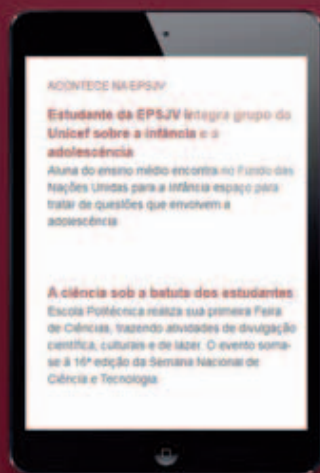 ACONTECE NA EPSJV
Estudante da EPSJV integra grupo do
Unicef sobre a infância e a
adolescência
Aluna do ensino médio encontra no Fundo das
Nações Unidas para a Infância espaço para
tratar de questões que envolvem a
adolescência
A ciência sob a batuta dos estudantes
Escola Politécnica realiza sua primeira Feira
de Ciências, trazendo atividades de divulgação
científica, culturais e de lazer. O evento soma-
se à 16ª edição da Semana Nacional de
Ciência e Tecnologia